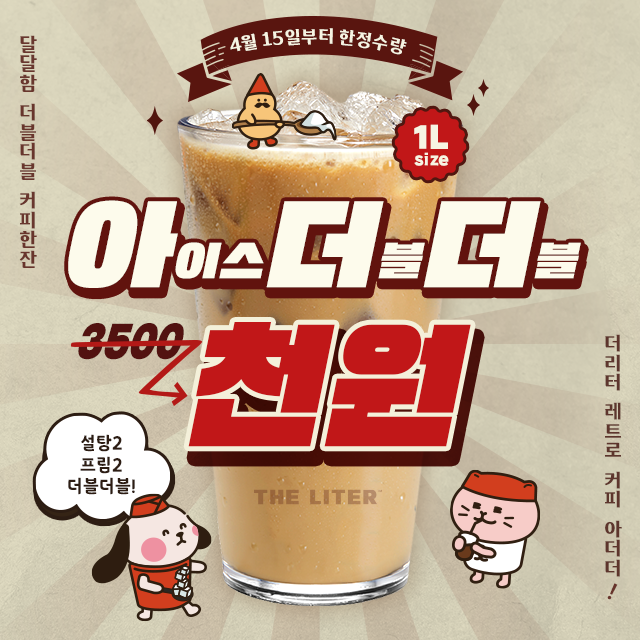 4월 15일부터 한정수량
달달함 더블더블 커피한잔
1L
size
아이스더블더블
3500
천원
설탕2
프림2
더블더블!
THE LITER
더리터 레트로 커피 아더더!